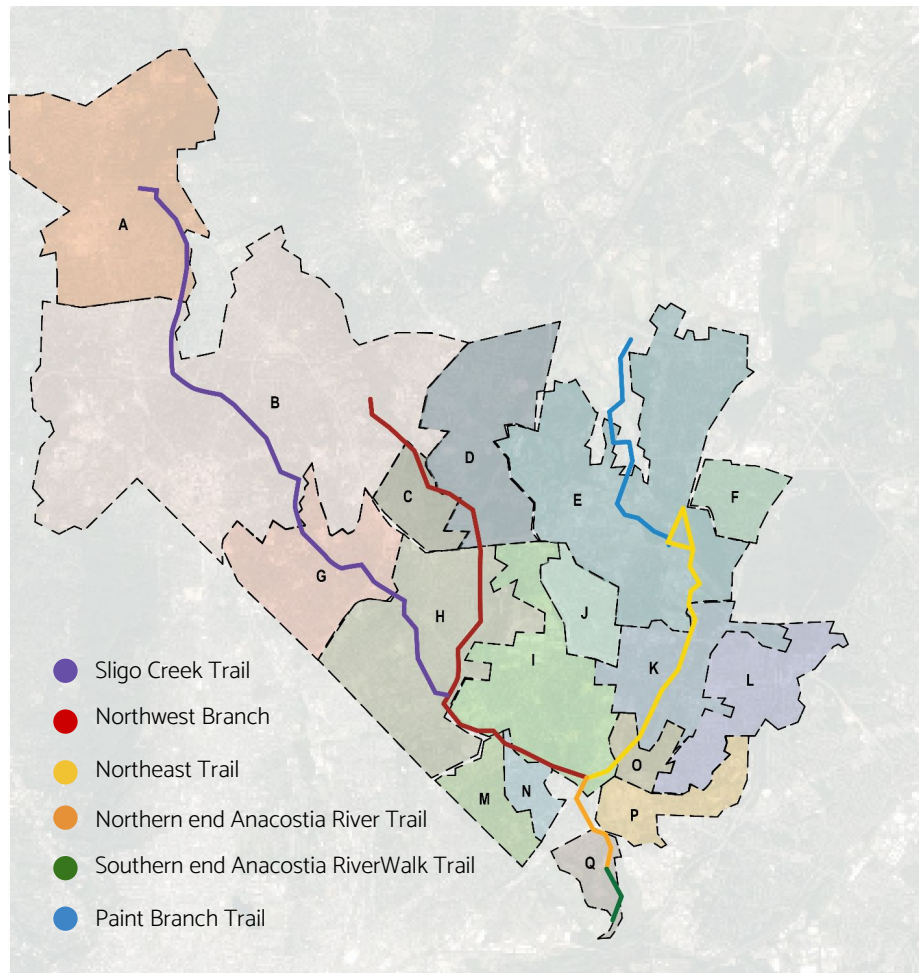 A
B
D
C
E
F
G
H
J
I
K
L
O
M
N
P
Q
Sligo Creek Trail
Northwest Branch
Northeast Trail
Northern end Anacostia River Trail
Southern end Anacostia RiverWalk Trail
Paint Branch Trail